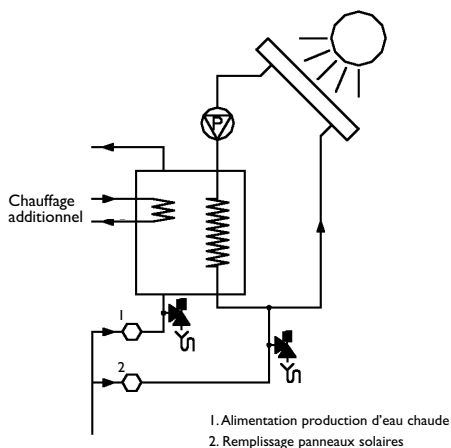 P
Chauffage
additionnel
1
2
1. Alimentation production d'eau chaude
2. Remplissage panneaux solaires